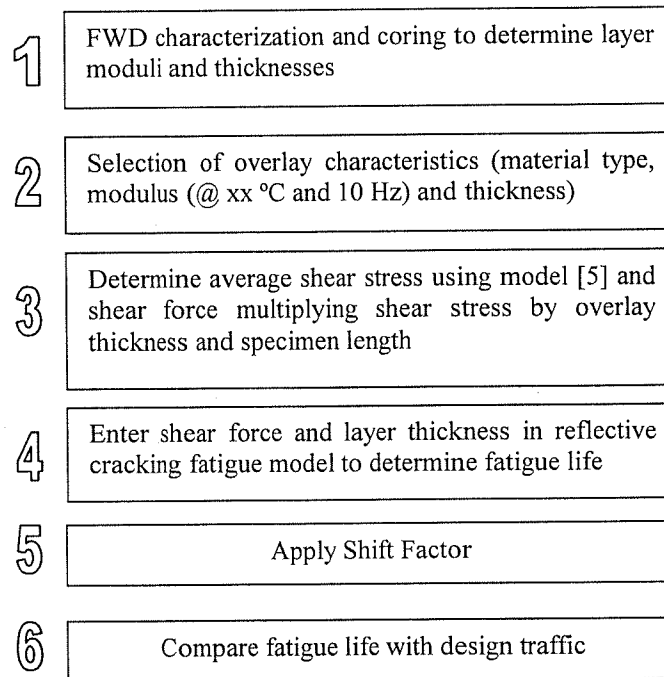 1
FWD characterization and coring to determine layer
moduli and thicknesses
2
Selection of overlay characteristics (material type,
modulus (@ xx ºC and 10 Hz) and thickness)
3
Determine average shear stress using model [5] and
shear force multiplying shear stress by overlay
thickness and specimen length
4
Enter shear force and layer thickness in reflective
cracking fatigue model to determine fatigue life
5
Apply Shift Factor
6
Compare fatigue life with design traffic